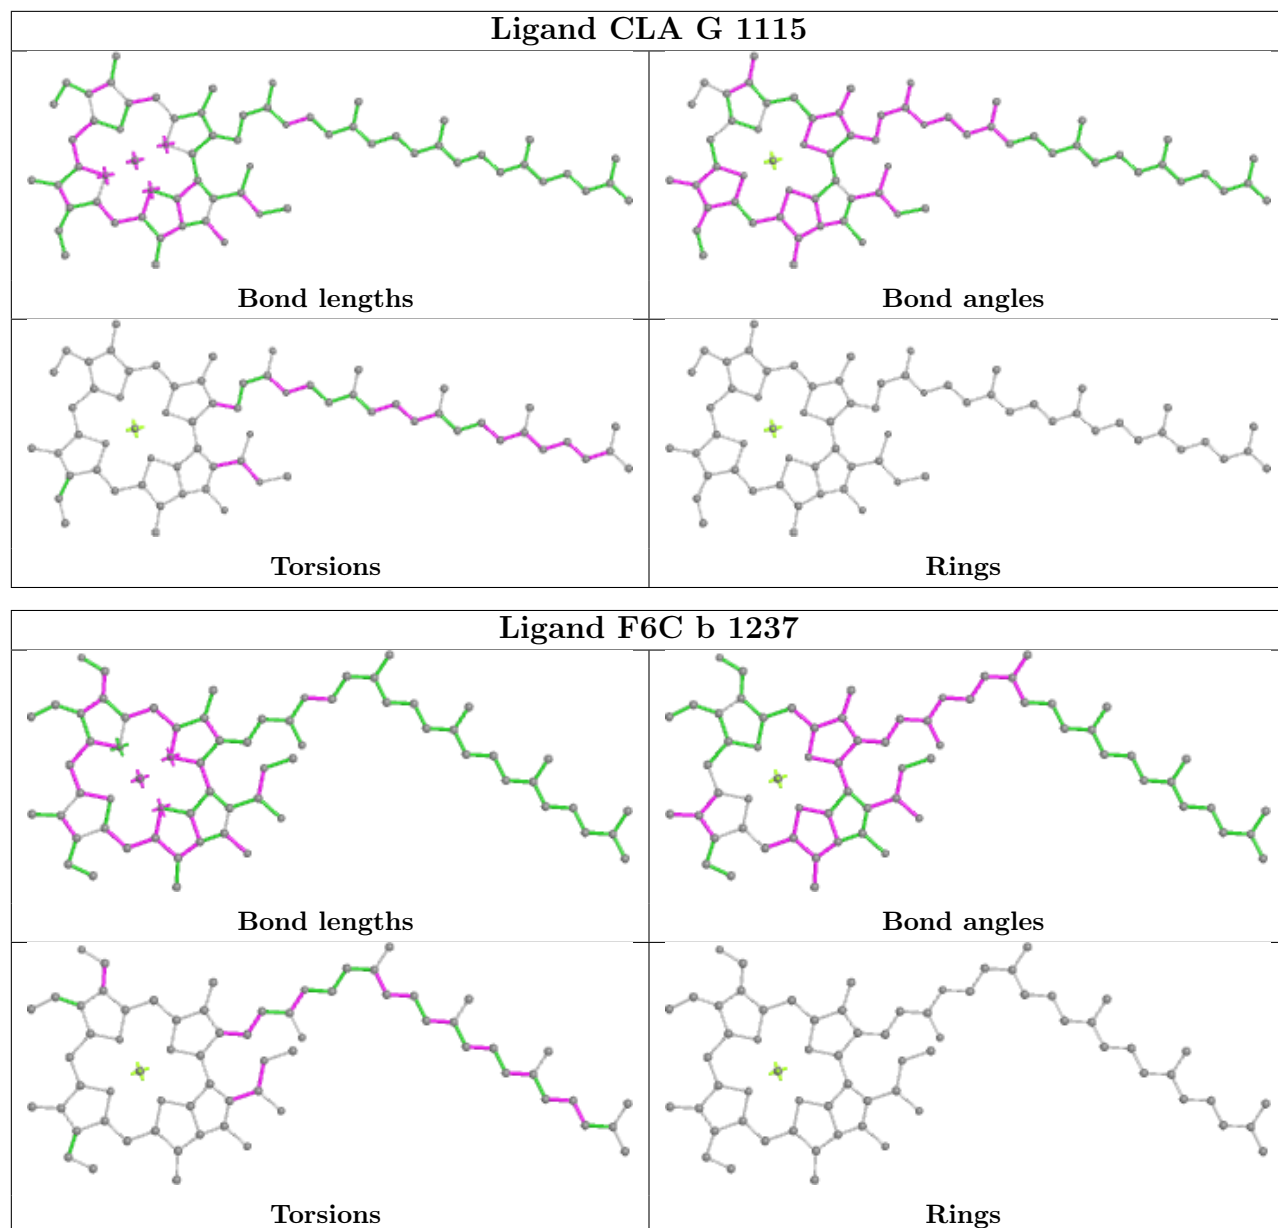 Ligand CLA G 1115
Bond lengths
Bond angles
Torsions
Rings
Ligand F6C b 1237
Bond lengths
Bond angles
Torsions
Rings